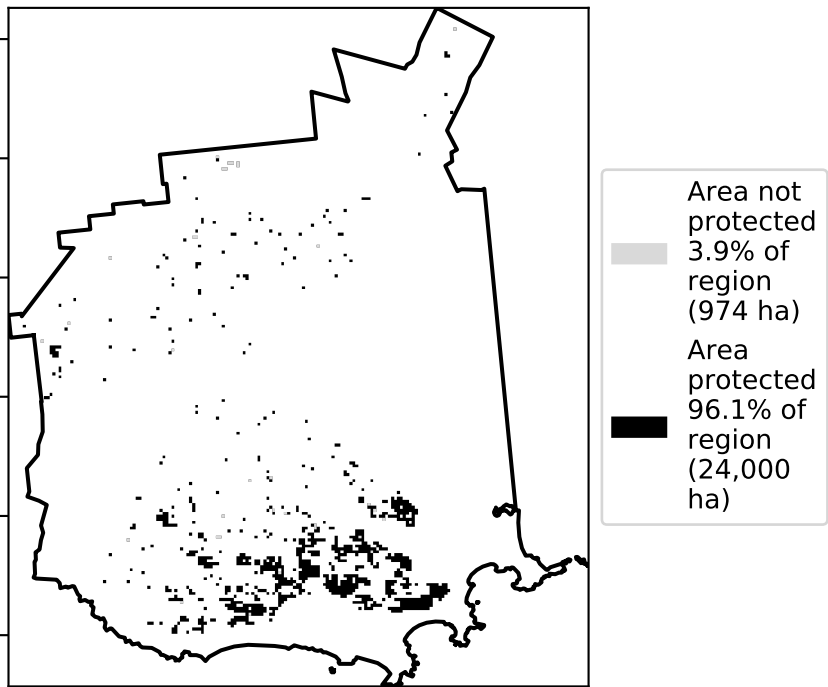 Area not
protected
3.9% of
region
(974 ha)
Area
protected
96.1% of
region
(24,000
ha)